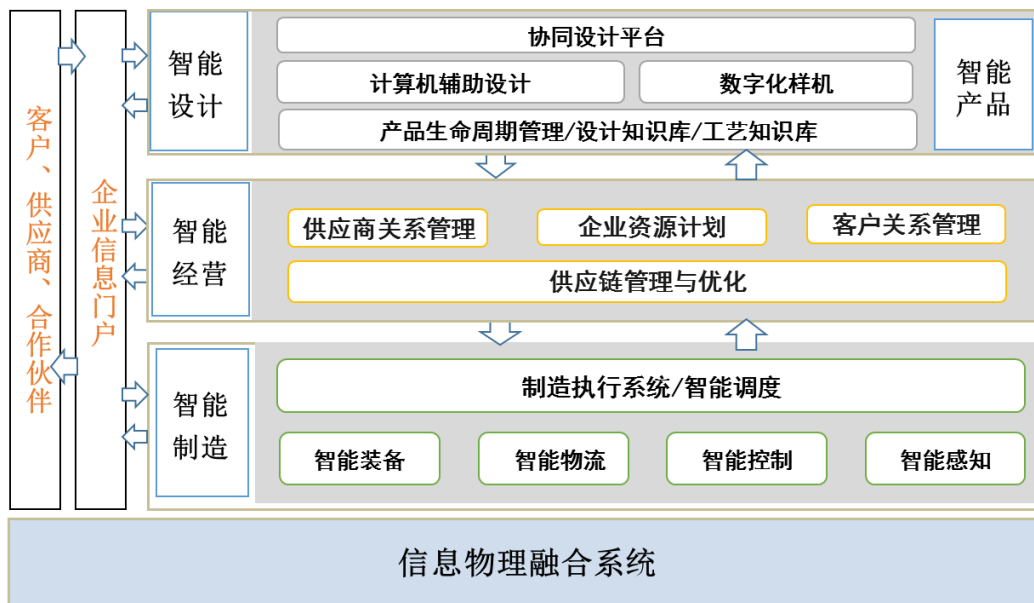 客户、供应商、合作伙伴
企业信息门户
智能
设计
协同设计平台
计算机辅助设计
数字化样机
产品生命周期管理/设计知识库/工艺知识库
智能
产品
智能
经营
供应商关系管理
企业资源计划
客户关系管理
供应链管理与优化
智能
制造
制造执行系统/智能调度
智能装备
智能物流
智能控制
智能感知
信息物理融合系统